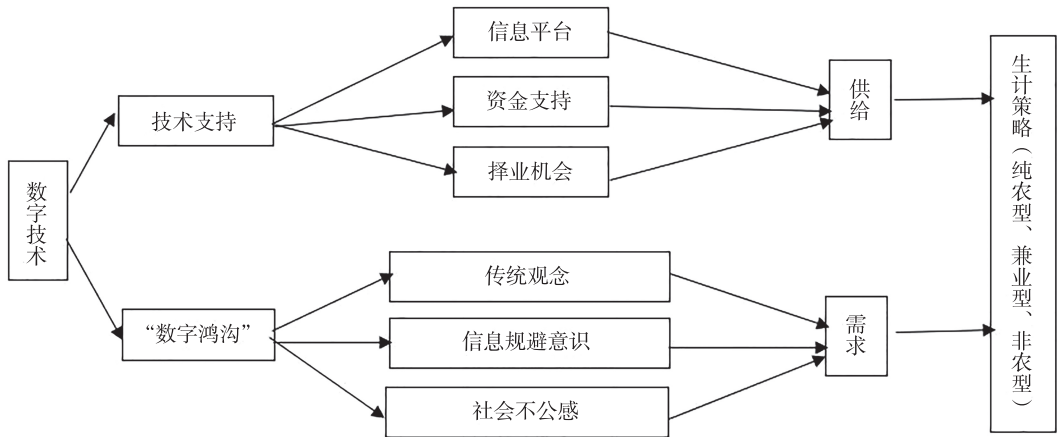 数字技术
技术支持
“数字鸿沟”
信息平台
资金支持
择业机会
传统观念
信息规避意识
社会不公感
供给
需求
生计策略（纯农型、兼业型、非农型）